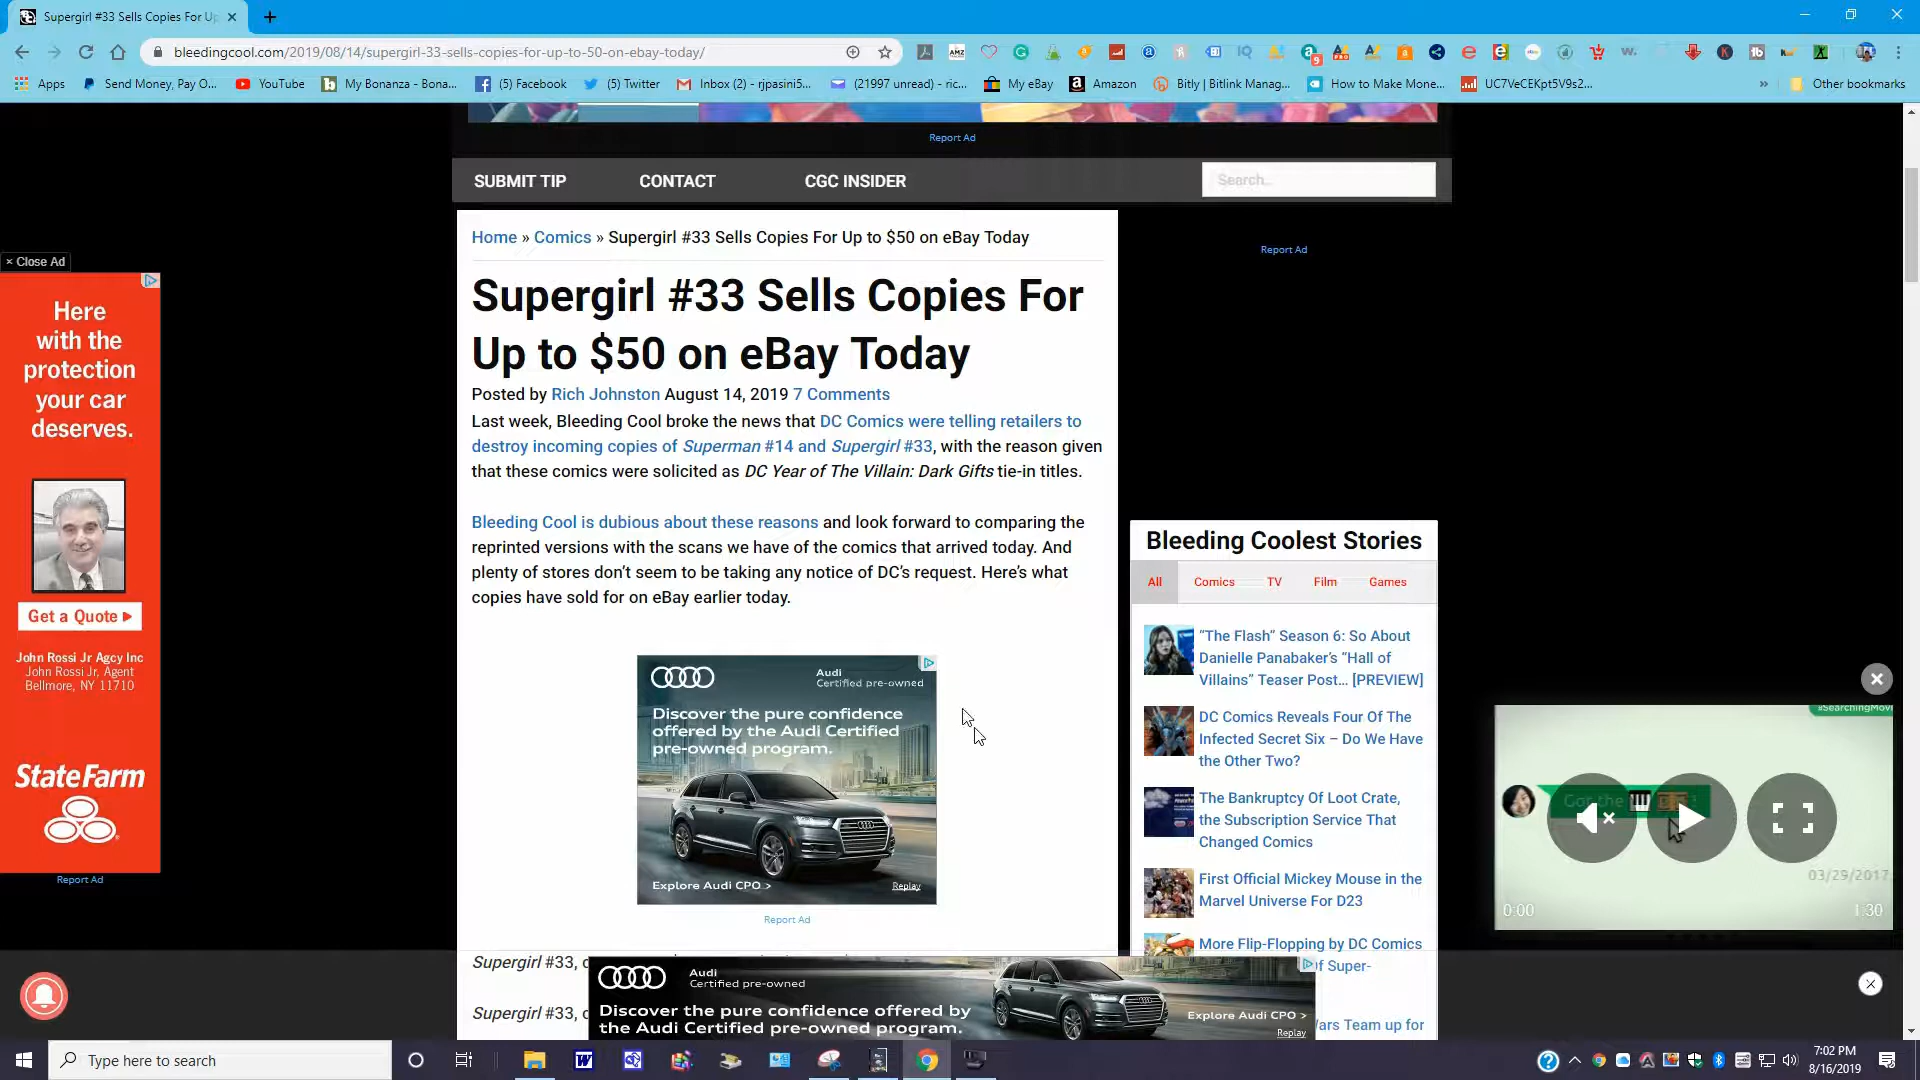 Supergirl #33 Sells Copies For Up
bleedingcool.com/2019/08/14/supergirl-33-sells-copies-for-up-to-50-on-ebay-today/
Apps
Send Money, Pay O...
YouTube
My Bonanza - Bona...
(5) Facebook
(5) Twitter
Inbox (2) - rjpasini5...
(21997 unread) - ric...
My eBay
Amazon
Bitly | Bitlink Manag...
How to Make Mone...
UC7VeCEKpt5V9s2...
Other bookmarks
Report Ad
SUBMIT TIP
CONTACT
CGC INSIDER
Search..
Home » Comics » Supergirl #33 Sells Copies For Up to $50 on eBay Today
Report Ad
× Close Ad
Supergirl #33 Sells Copies For
Up to $50 on eBay Today
Posted by Rich Johnston August 14, 2019 7 Comments
Last week, Bleeding Cool broke the news that DC Comics were telling retailers to
destroy incoming copies of Superman #14 and Supergirl #33, with the reason given
that these comics were solicited as DC Year of The Villain: Dark Gifts tie-in titles.
Bleeding Cool is dubious about these reasons and look forward to comparing the
reprinted versions with the scans we have of the comics that arrived today. And
plenty of stores don't seem to be taking any notice of DC's request. Here's what
copies have sold for on eBay earlier today.
Here
with the
protection
your car
deserves.
Get a Quote
John Rossi Jr Agcy Inc
John Rossi Jr, Agent
Bellmore, NY 11710
StateFarm
Report Ad
Audi
Certified pre-owned
Discover the pure confidence
offered by the Audi Certified
pre-owned program.
Explore Audi CPO >
Replay
Report Ad
Supergirl #33, c
Supergirl #33, c
Audi
Certified pre-owned
Discover the pure confidence offered by
the Audi Certified pre-owned program.
Explore Audi CPO >
Replay
Bleeding Coolest Stories
All
Comics
TV
Film
Games
"The Flash" Season 6: So About
Danielle Panabaker's "Hall of
Villains" Teaser Post... [PREVIEW]
DC Comics Reveals Four Of The
Infected Secret Six – Do We Have
the Other Two?
The Bankruptcy Of Loot Crate,
the Subscription Service That
Changed Comics
First Official Mickey Mouse in the
Marvel Universe For D23
More Flip-Flopping by DC Comics
Of Super-
Wars Team up for
#SearchingMovi
Got the
03/29/2017
0:00
1:30
Type here to search
7:02 PM
8/16/2019